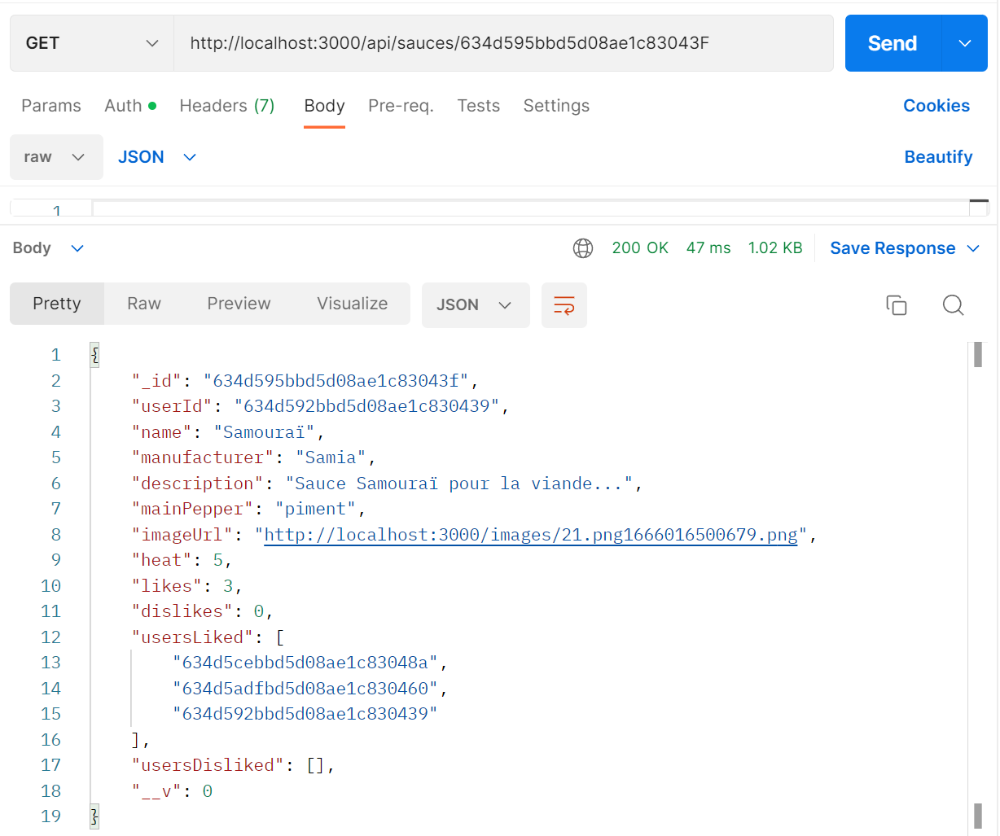 GET http://localhost:3000/api/sauces/634d595bbd5d08ae1c83043F Send
Params Auth Headers (7) Body Pre-req. Tests Settings Cookies
raw JSON Beautify
1
Body 200 OK 47 ms 1.02 KB Save Response
Pretty Raw Preview Visualize JSON
1 {
2 "_id": "634d595bbd5d08ae1c83043f",
3 "userId": "634d592bbd5d08ae1c830439",
4 "name": "Samouraï",
5 "manufacturer": "Samia",
6 "description": "Sauce Samouraï pour la viande...",
7 "mainPepper": "piment",
8 "imageUrl": "http://localhost:3000/images/21.png1666016500679.png",
9 "heat": 5,
10 "likes": 3,
11 "dislikes": 0,
12 "usersLiked": [
13 "634d5cebbd5d08ae1c83048a",
14 "634d5adfbd5d08ae1c830460",
15 "634d592bbd5d08ae1c830439"
16 ],
17 "usersDisliked": [],
18 "__v": 0
19 }